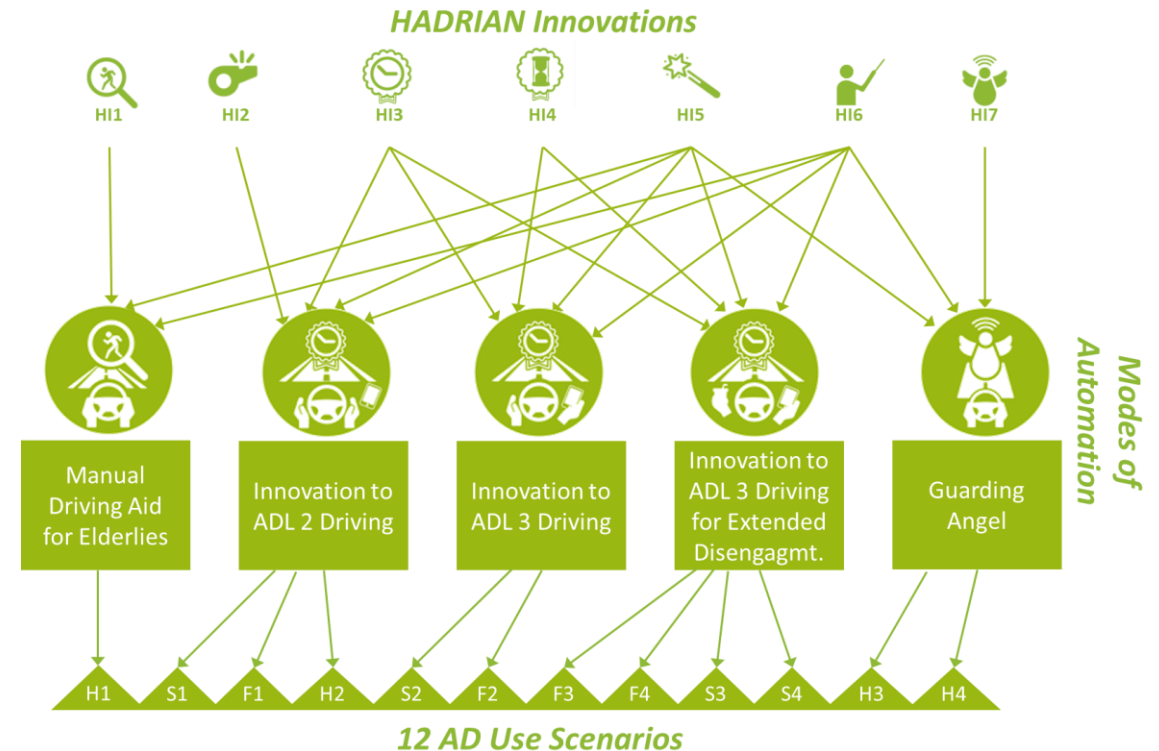 HADRIAN Innovations
HI1
HI2
HI3
HI4
HI5
HI6
HI7
Modes of
Automation
Manual
Driving Aid
for Elderlies
Innovation to
ADL 2 Driving
Innovation to
ADL 3 Driving
Innovation to
ADL 3 Driving
for Extended
Disengagmt.
Guarding
Angel
H1
S1
F1
H2
S2
F2
F3
F4
S3
S4
H3
H4
12 AD Use Scenarios